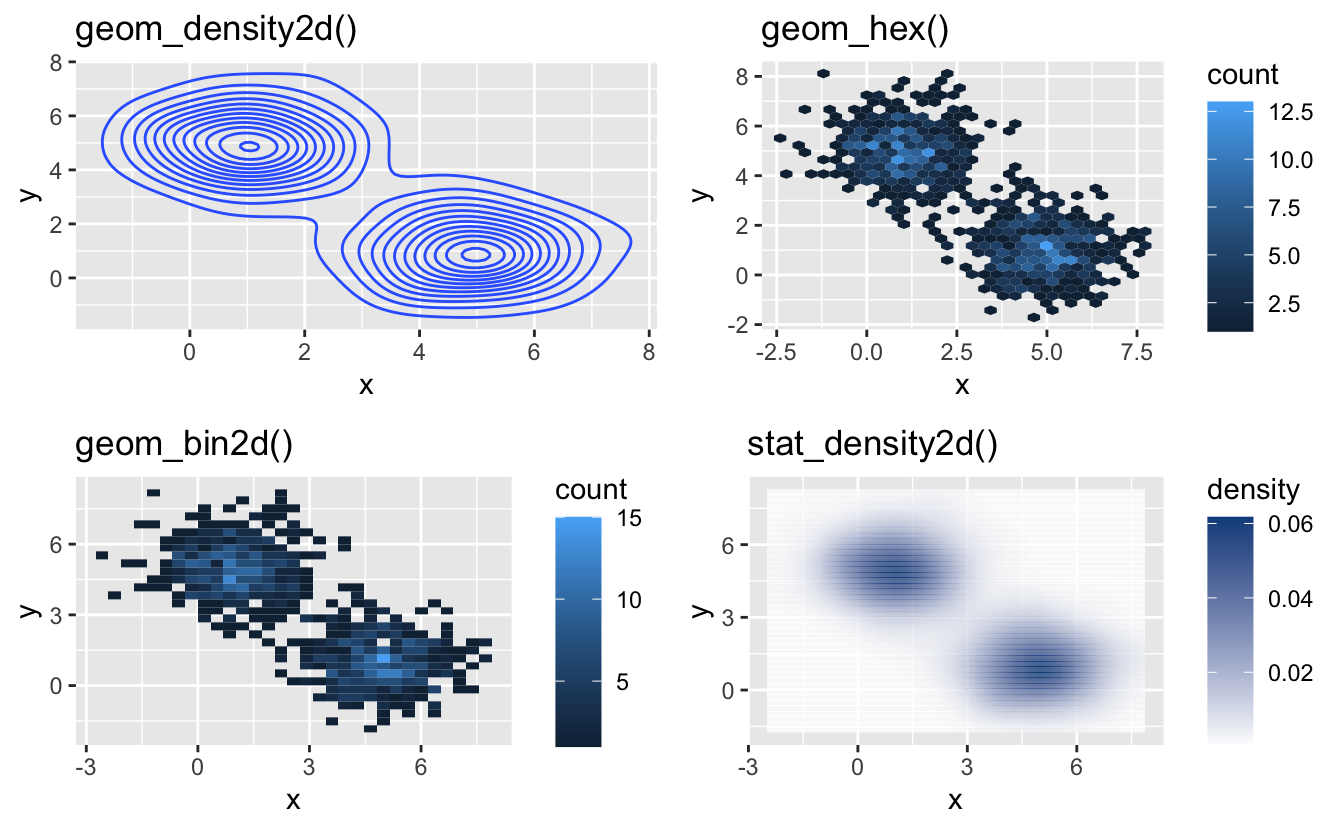 geom_density2d()
8
6
4
2
0
y
0 2 4 6 8
x
geom_hex()
8
6
4
2
0
-2
y
-2.5 0.0 2.5 5.0 7.5
x
count
12.5
10.0
7.5
5.0
2.5
geom_bin2d()
6
3
0
y
-3 0 3 6
x
count
15
10
5
stat_density2d()
6
3
0
y
-3 0 3 6
x
density
0.06
0.04
0.02